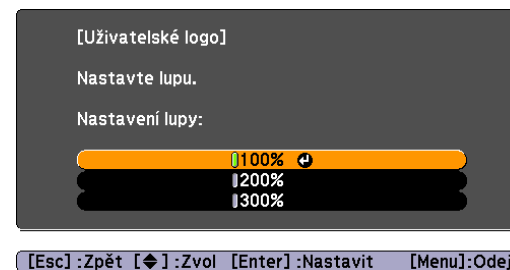 [Uživatelské logo]
Nastavte lupu.
Nastavení lupy:
100%
200%
300%
[Esc] :Zpět [◆] :Zvol [Enter] :Nastavit [Menu]:Odej